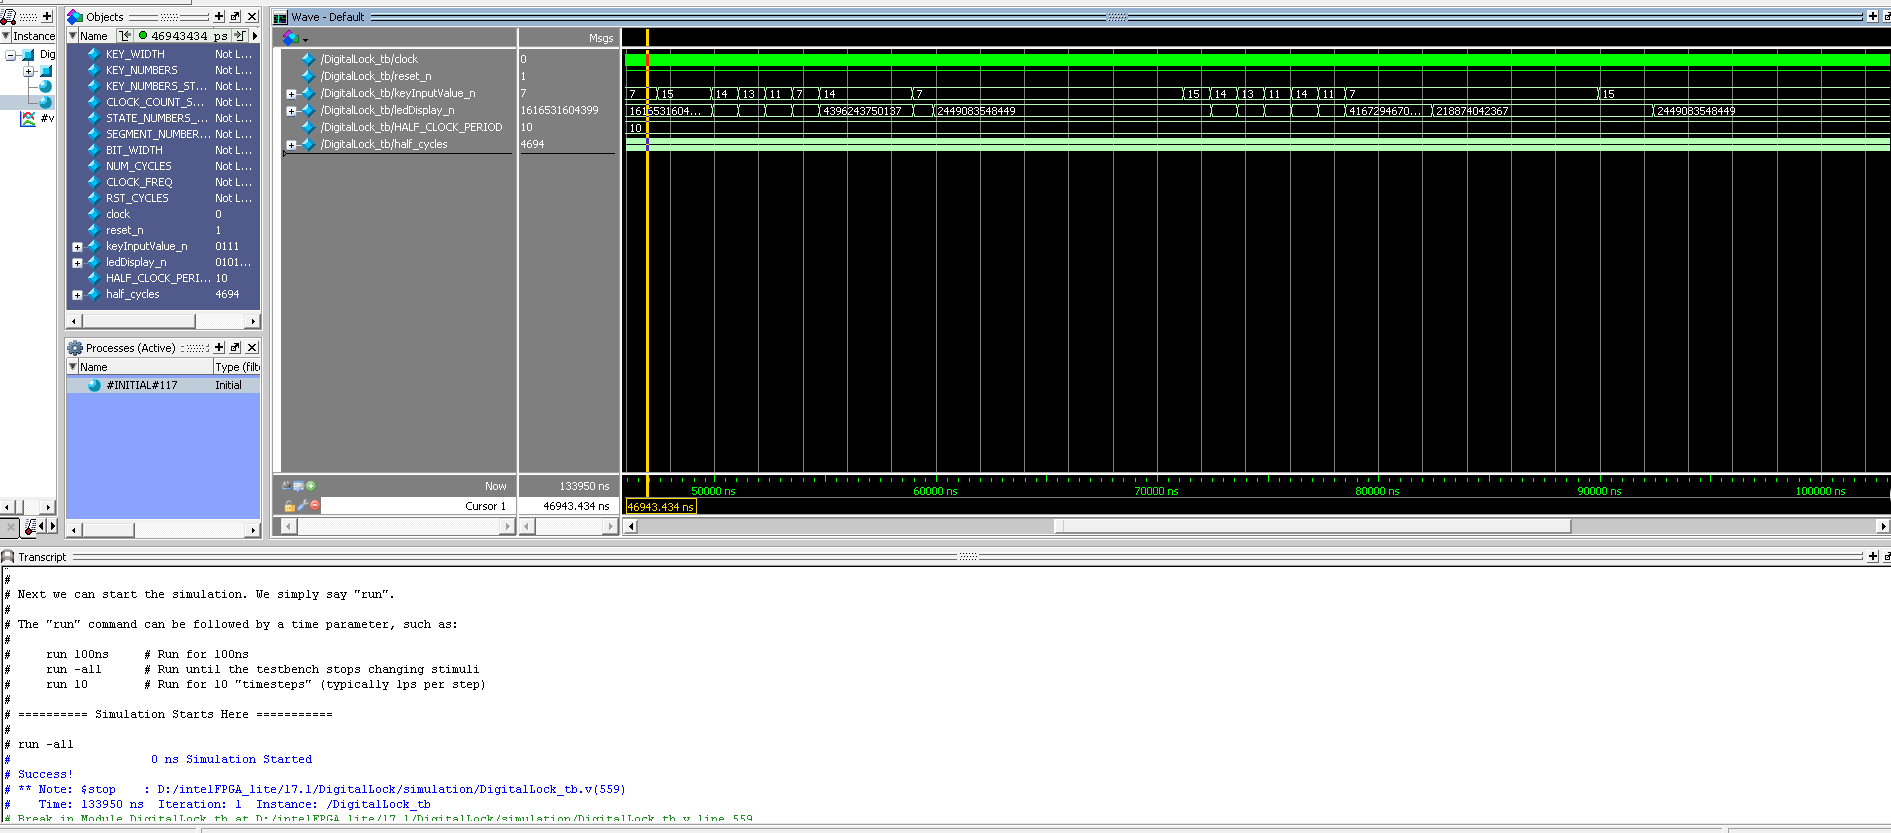 Instance
Dig
#v
Objects
Name 46943434 ps
KEY_WIDTH Not L...
KEY_NUMBERS Not L...
KEY_NUMBERS_ST... Not L...
CLOCK_COUNT_S... Not L...
STATE_NUMBERS_... Not L...
SEGMENT_NUMBER... Not L...
BIT_WIDTH Not L...
NUM_CYCLES Not L...
CLOCK_FREQ Not L...
RST_CYCLES Not L...
clock 0
reset_n 1
keyInputValue_n 0111
ledDisplay_n 0101...
HALF_CLOCK_PERI... 10
half_cycles 4694
Processes (Active)
Name Type (filt
#INITIAL#117 Initial
Wave - Default
Msgs
/DigitalLock_tb/clock 0
/DigitalLock_tb/reset_n 1
/DigitalLock_tb/keyInputValue_n 7 7 15 14 13 11 7 14 7 15 14 13 11 14 11 7 15
/DigitalLock_tb/ledDisplay_n 1616531604399 1616531604... 4396243750137 2449083548449 4167294670... 218874042367 2449083548449
/DigitalLock_tb/HALF_CLOCK_PERIOD 10 10
/DigitalLock_tb/half_cycles 4694
Now 133950 ns 50000 ns 60000 ns 70000 ns 80000 ns 90000 ns 100000 ns
Cursor 1 46943.434 ns 46943.434 ns
Transcript
#
# Next we can start the simulation. We simply say "run".
#
# The "run" command can be followed by a time parameter, such as:
#
# run 100ns # Run for 100ns
# run -all # Run until the testbench stops changing stimuli
# run 10 # Run for 10 "timesteps" (typically 1ps per step)
#
# ========== Simulation Starts Here ===========
#
# run -all
# 0 ns Simulation Started
# Success!
# ** Note: $stop : D:/intelFPGA_lite/17.1/DigitalLock/simulation/DigitalLock_tb.v(559)
# Time: 133950 ns Iteration: 1 Instance: /DigitalLock_tb
# Break in Module DigitalLock_tb at D:/intelFPGA_lite/17.1/DigitalLock/simulation/DigitalLock_tb.v line 559